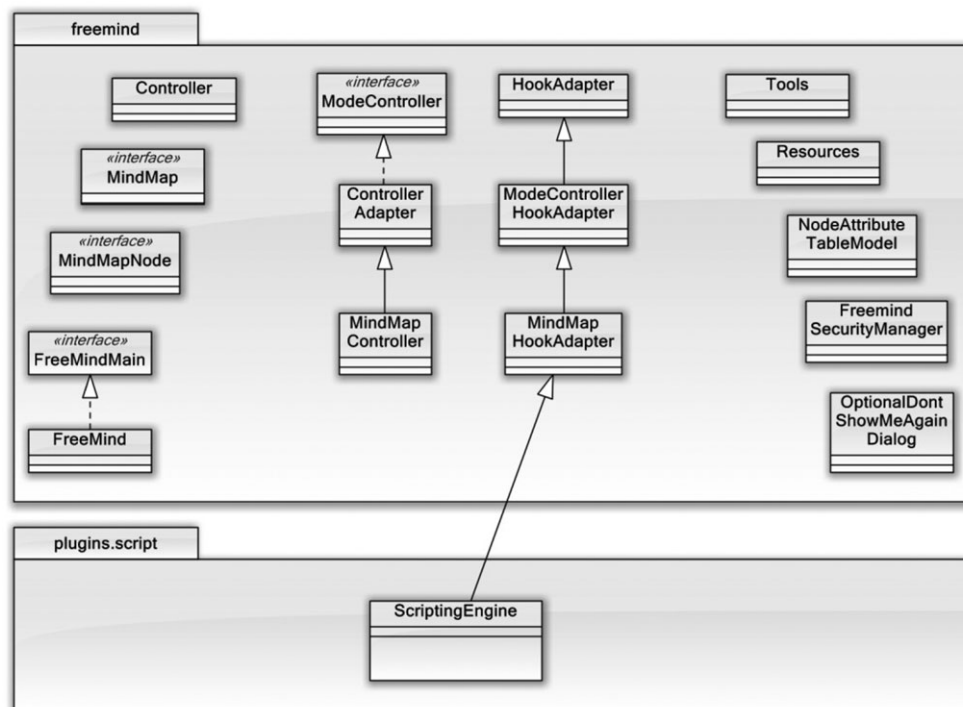 freemind
Controller
«interface»
ModeController
HookAdapter
Tools
«interface»
MindMap
Resources
Controller
Adapter
ModeController
HookAdapter
NodeAttribute
TableModel
«interface»
MindMapNode
MindMap
Controller
MindMap
HookAdapter
Freemind
SecurityManager
«interface»
FreeMindMain
OptionalDont
ShowMeAgain
Dialog
FreeMind
plugins.script
ScriptingEngine